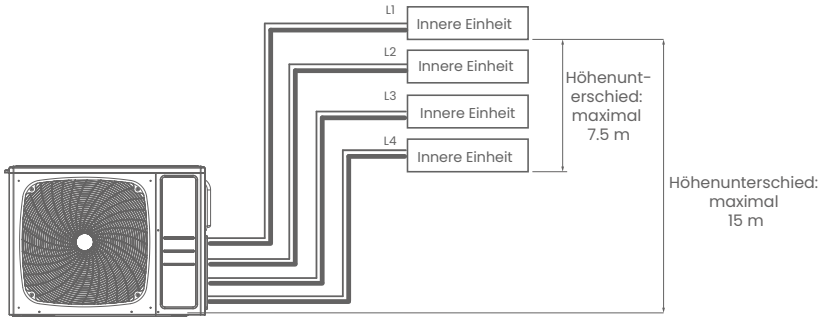 L1
Innere Einheit
L2
Innere Einheit
L3
Innere Einheit
L4
Innere Einheit
Höhenunt-
erschied:
maximal
7.5 m
Höhenunterschied:
maximal
15 m